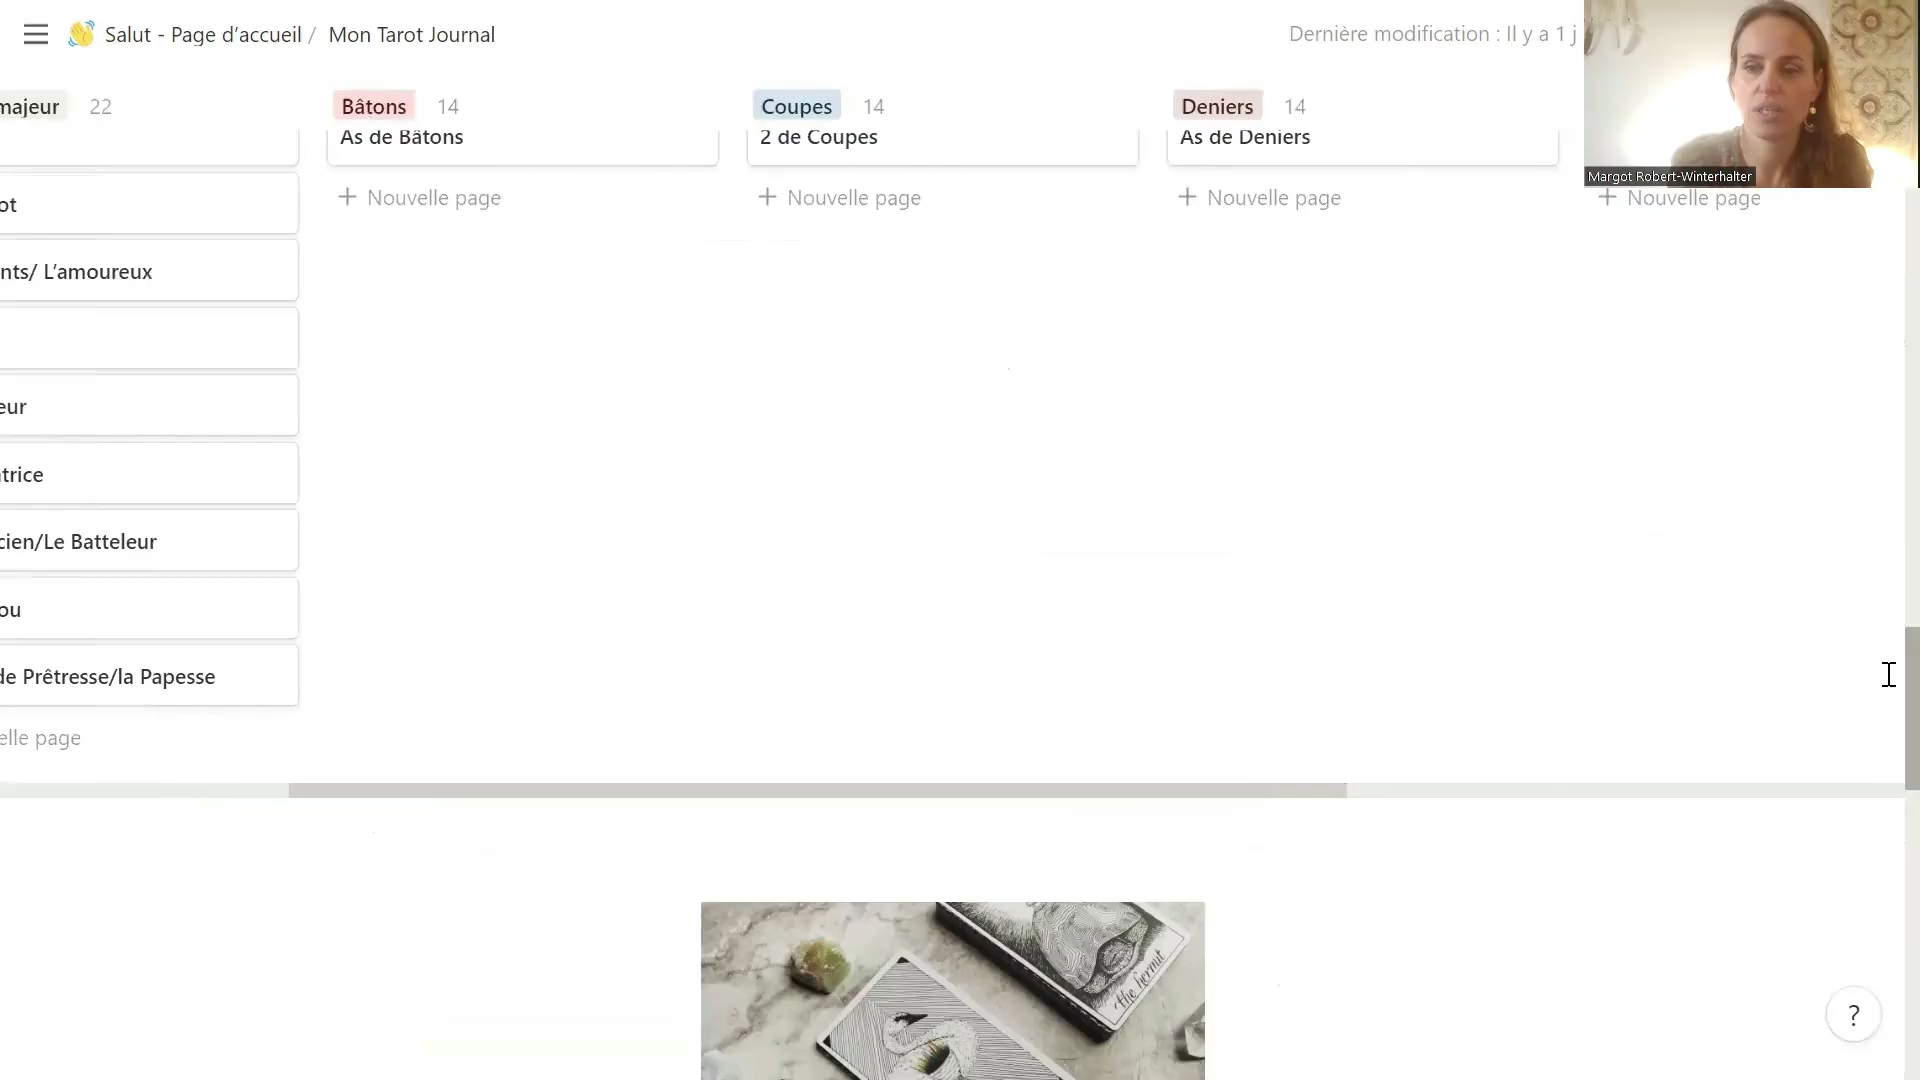 Salut - Page d’accueil / Mon Tarot Journal
Dernière modification : Il y a 1 j
majeur 22
Bâtons 14
Coupes 14
Deniers 14
As de Bâtons
2 de Coupes
As de Deniers
Margot Robert-Winterhalter
+ Nouvelle page
+ Nouvelle page
+ Nouvelle page
+ Nouvelle page
ot
nts/ L’amoureux
eur
trice
cien/Le Batteleur
ou
de Prêtresse/la Papesse
elle page
the hermit
?